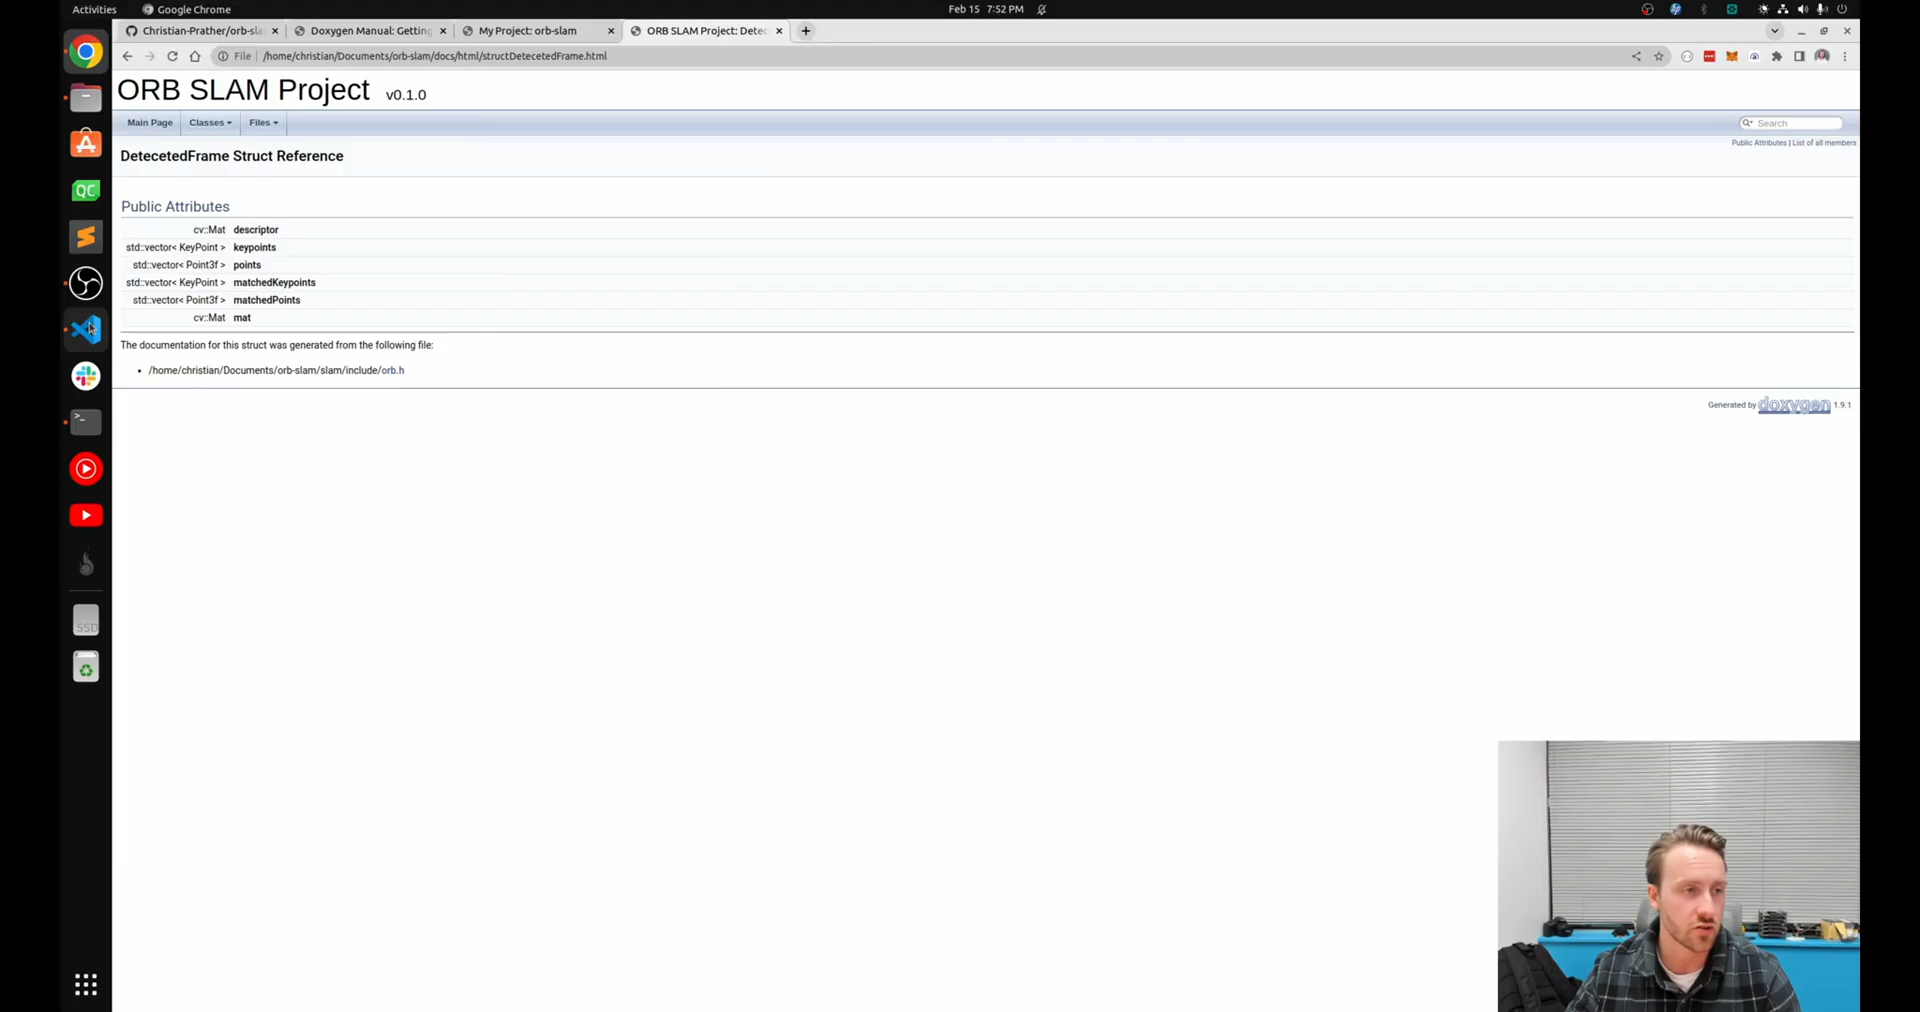 Activities
Google Chrome
Feb 15 7:52 PM
Christian-Prather/orb-sla
Doxygen Manual: Getting
My Project: orb-slam
ORB SLAM Project: Dete
File
/home/christian/Documents/orb-slam/docs/html/structDetecetedFrame.html
ORB SLAM Project v0.1.0
Main Page
Classes
Files
Search
Public Attributes | List of all members
DetecetedFrame Struct Reference
Public Attributes
cv::Mat descriptor
std::vector< KeyPoint > keypoints
std::vector< Point3f > points
std::vector< KeyPoint > matchedKeypoints
std::vector< Point3f > matchedPoints
cv::Mat mat
The documentation for this struct was generated from the following file:
• /home/christian/Documents/orb-slam/slam/include/orb.h
Generated by doxygen 1.9.1
QC
SSD